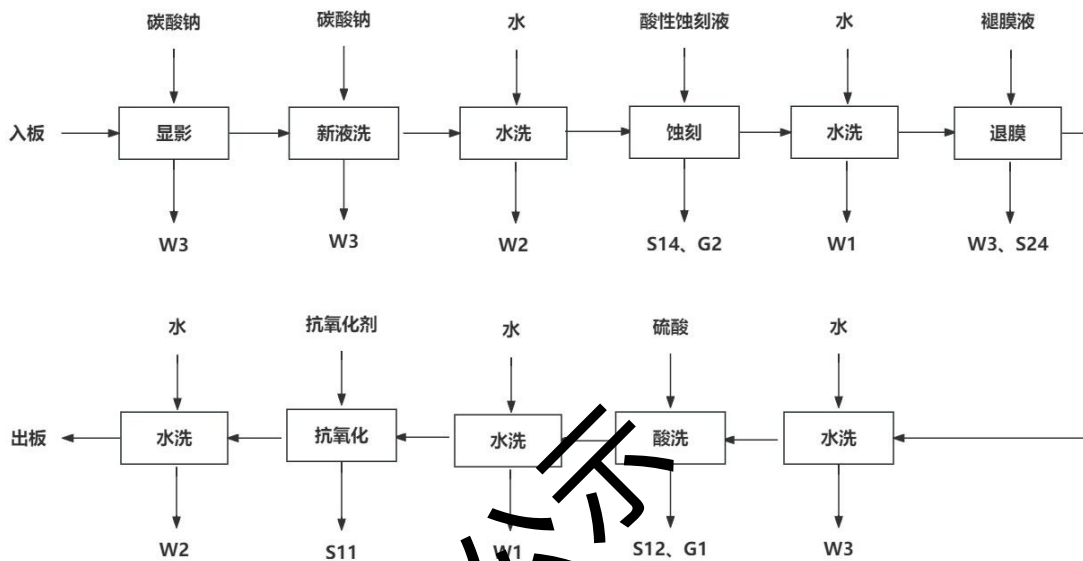 碳酸钠 碳酸钠 水 酸性蚀刻液 水 褪膜液
入板 显影 新液洗 水洗 蚀刻 水洗 退膜
W3 W3 W2 S14、G2 W1 W3、S24
水 抗氧化剂 水 硫酸 水
出板 水洗 抗氧化 水洗 酸洗 水洗
W2 S11 W1 S12、G1 W3
公示